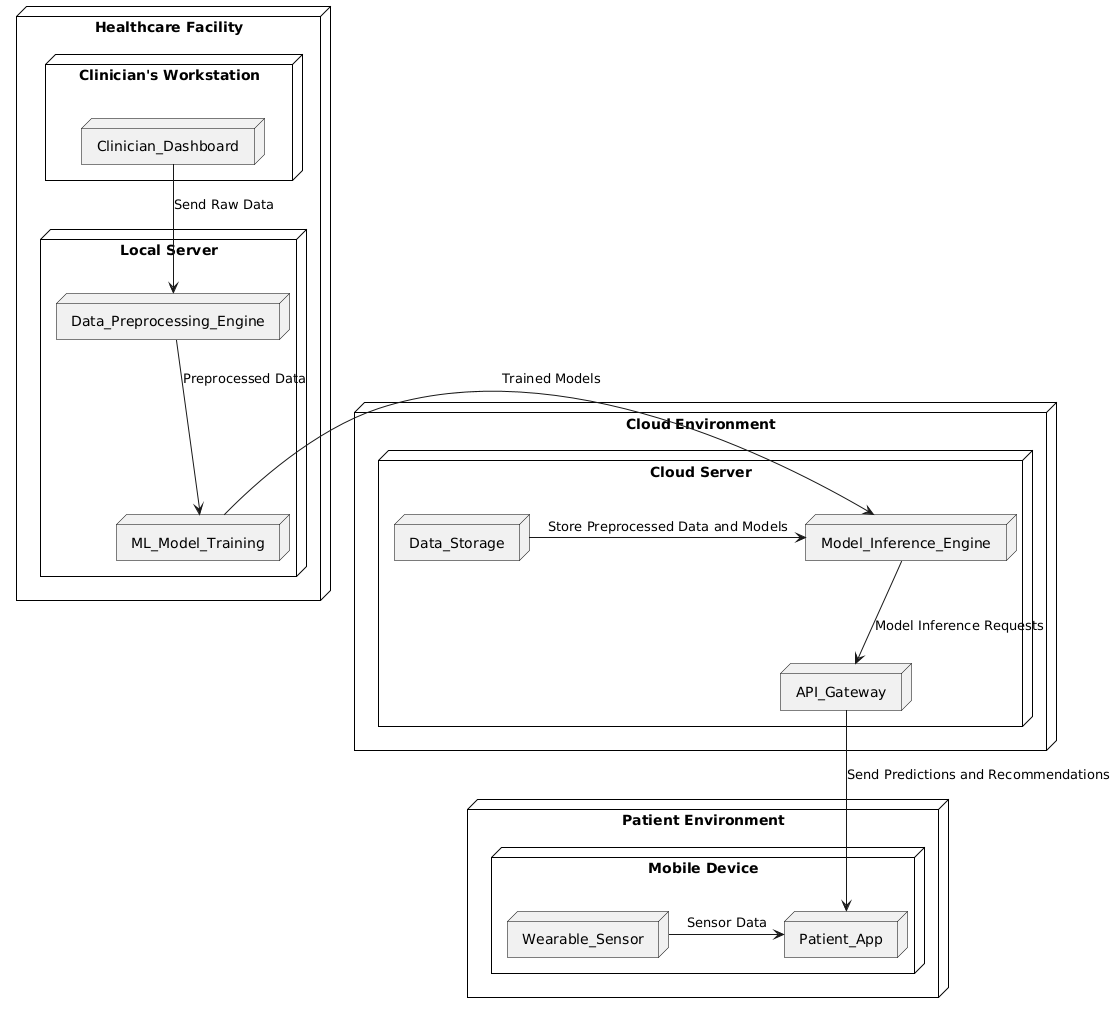 Healthcare Facility
Clinician's Workstation
Clinician_Dashboard
Send Raw Data
Local Server
Data_Preprocessing_Engine
Preprocessed Data
Trained Models
ML_Model_Training
Cloud Environment
Cloud Server
Data_Storage
Store Preprocessed Data and Models
Model_Inference_Engine
Model Inference Requests
API_Gateway
Send Predictions and Recommendations
Patient Environment
Mobile Device
Wearable_Sensor
Sensor Data
Patient_App